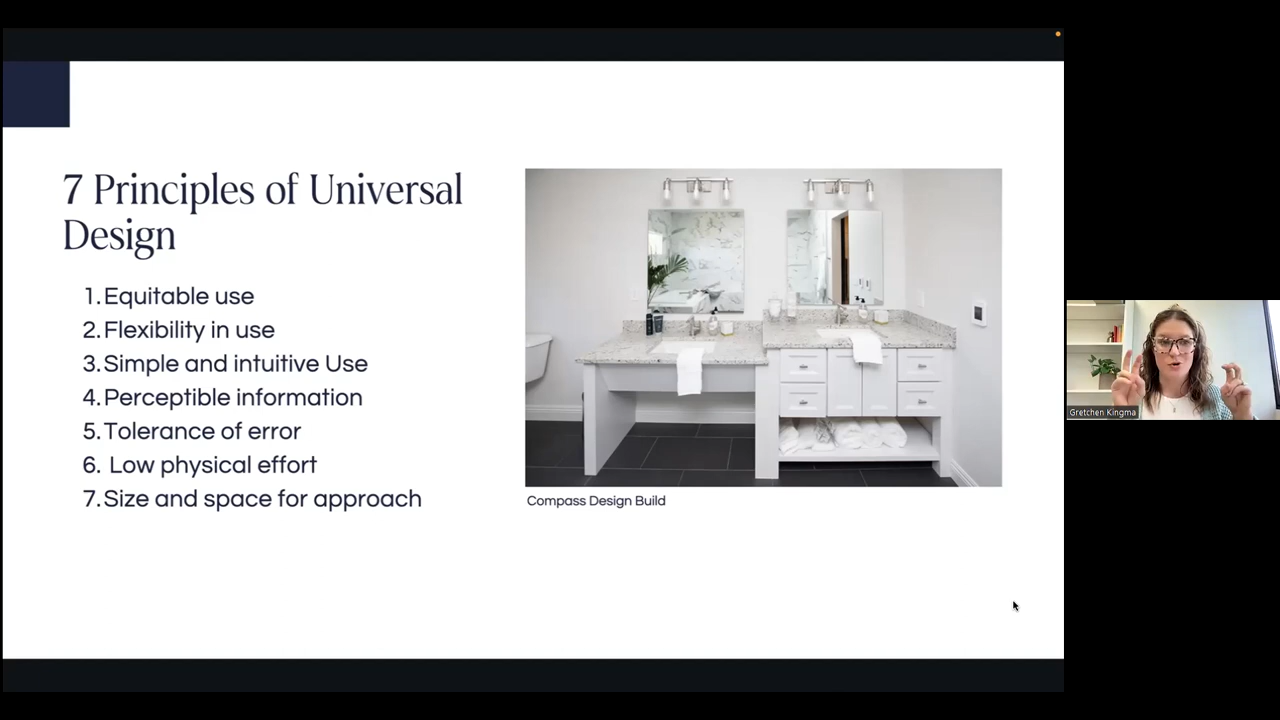 7 Principles of Universal
Design
1. Equitable use
2. Flexibility in use
3. Simple and intuitive Use
4. Perceptible information
5. Tolerance of error
6. Low physical effort
7. Size and space for approach
Compass Design Build
Gretchen Kingma